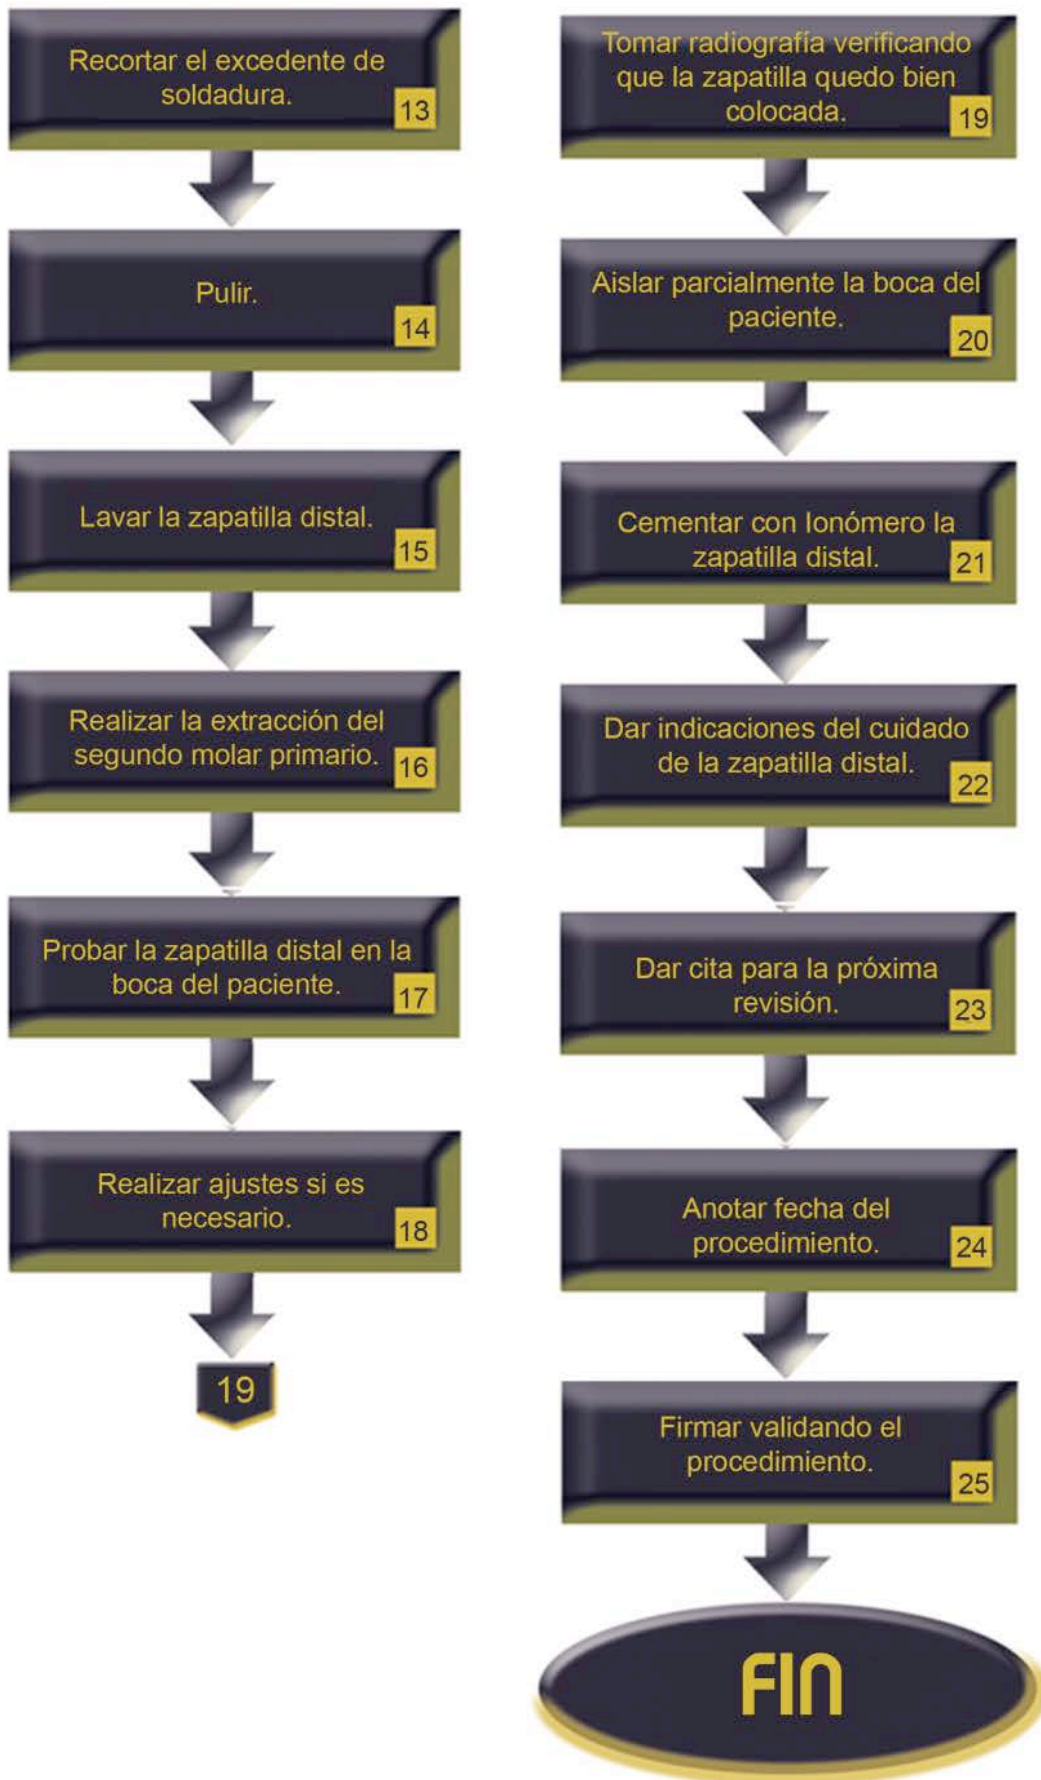 Recortar el excedente de
soldadura.
13
Pulir.
14
Lavar la zapatilla distal.
15
Realizar la extracción del
segundo molar primario.
16
Probar la zapatilla distal en la
boca del paciente.
17
Realizar ajustes si es
necesario.
18
19
Tomar radiografía verificando
que la zapatilla quedo bien
colocada.
19
Aislar parcialmente la boca del
paciente.
20
Cementar con Ionómero la
zapatilla distal.
21
Dar indicaciones del cuidado
de la zapatilla distal.
22
Dar cita para la próxima
revisión.
23
Anotar fecha del
procedimiento.
24
Firmar validando el
procedimiento.
25
FIN